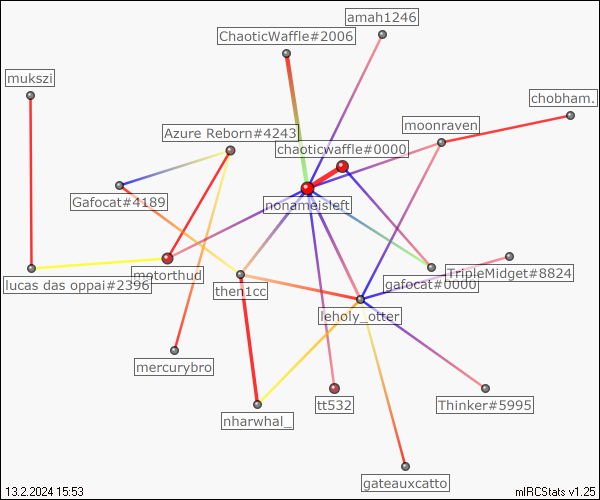 amah1246
ChaoticWaffle#2006
mukszi
chobham.
Azure Reborn#4243
moonraven
chaoticwaffle#0000
Gafocat#4189
nonameisleft
motorthud
TripleMidget#8824
lucas das oppai#2396
gafocat#0000
then1cc
leholy_otter
mercurybro
tt532
Thinker#5995
nharwhal_
gateauxcatto
13.2.2024 15:53
mIRCStats v1.25